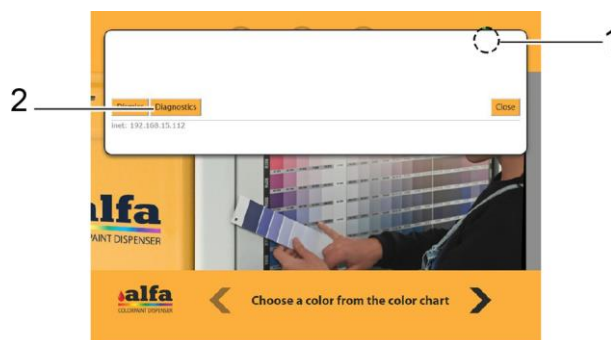 1
2
Diagnostics
Close
inet: 192.168.15.112
alfa
PAINT DISPENSER
alfa
COLORPAINT DISPENSER
Choose a color from the color chart